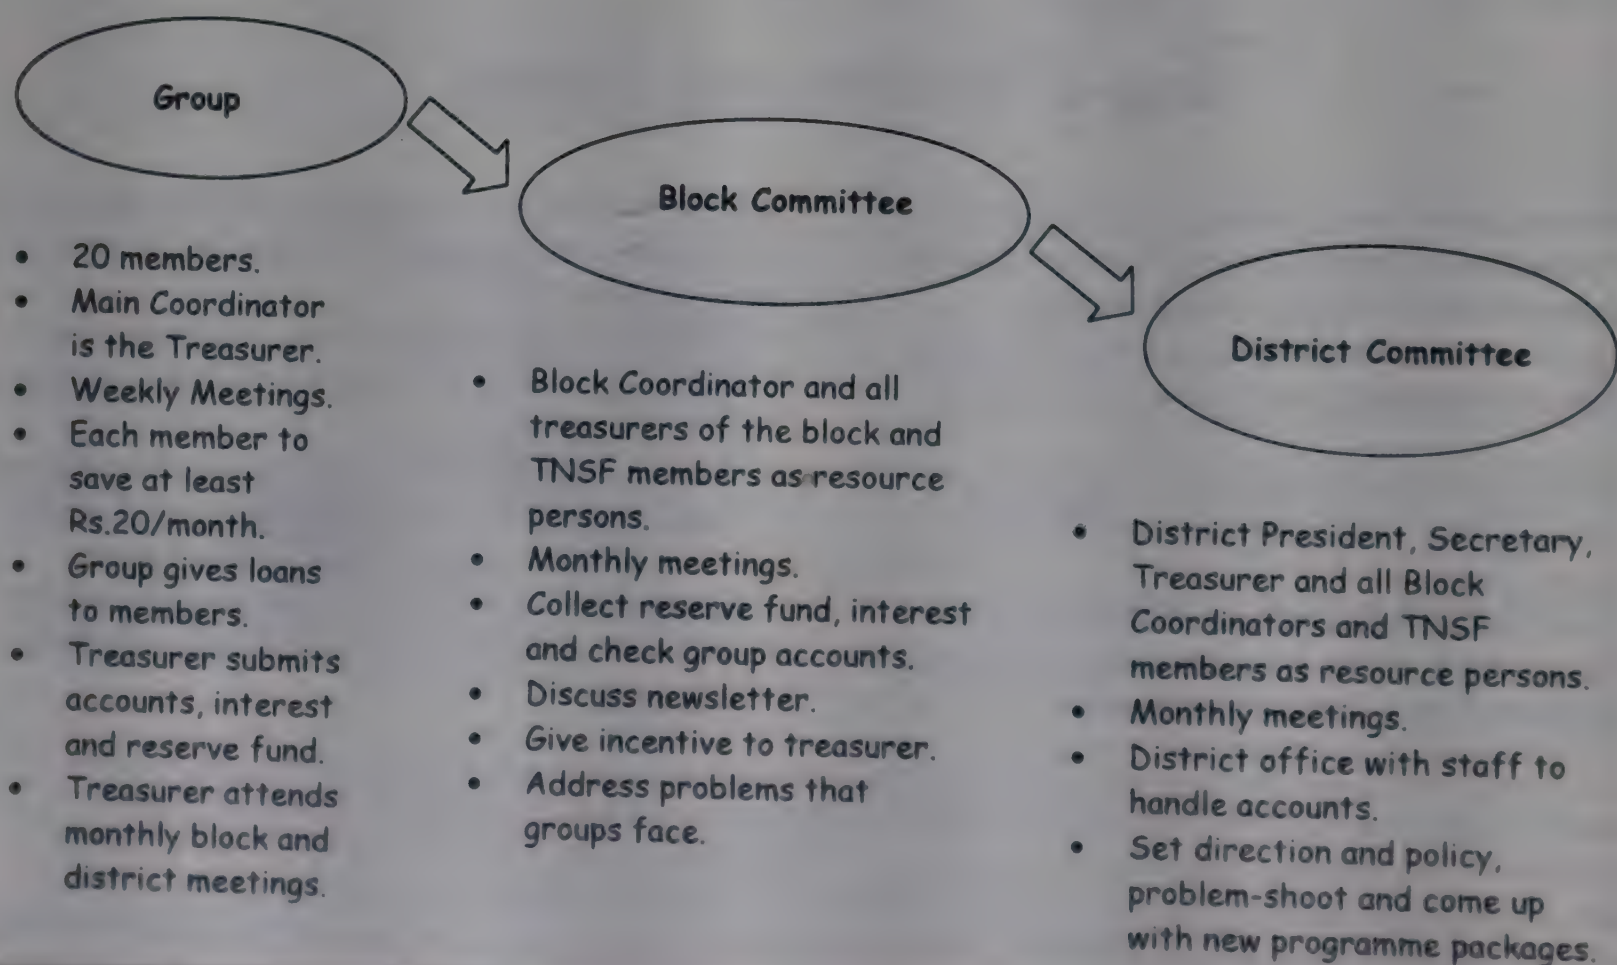 Group
• 20 members.
• Main Coordinator
is the Treasurer.
• Weekly Meetings.
• Each member to
save at least
Rs.20/month.
• Group gives loans
to members.
• Treasurer submits
accounts, interest
and reserve fund.
• Treasurer attends
monthly block and
district meetings.
Block Committee
• Block Coordinator and all
treasurers of the block and
TNSF members as resource
persons.
• Monthly meetings.
• Collect reserve fund, interest
and check group accounts.
• Discuss newsletter.
• Give incentive to treasurer.
• Address problems that
groups face.
District Committee
• District President, Secretary,
Treasurer and all Block
Coordinators and TNSF
members as resource persons.
• Monthly meetings.
• District office with staff to
handle accounts.
• Set direction and policy,
problem-shoot and come up
with new programme packages.